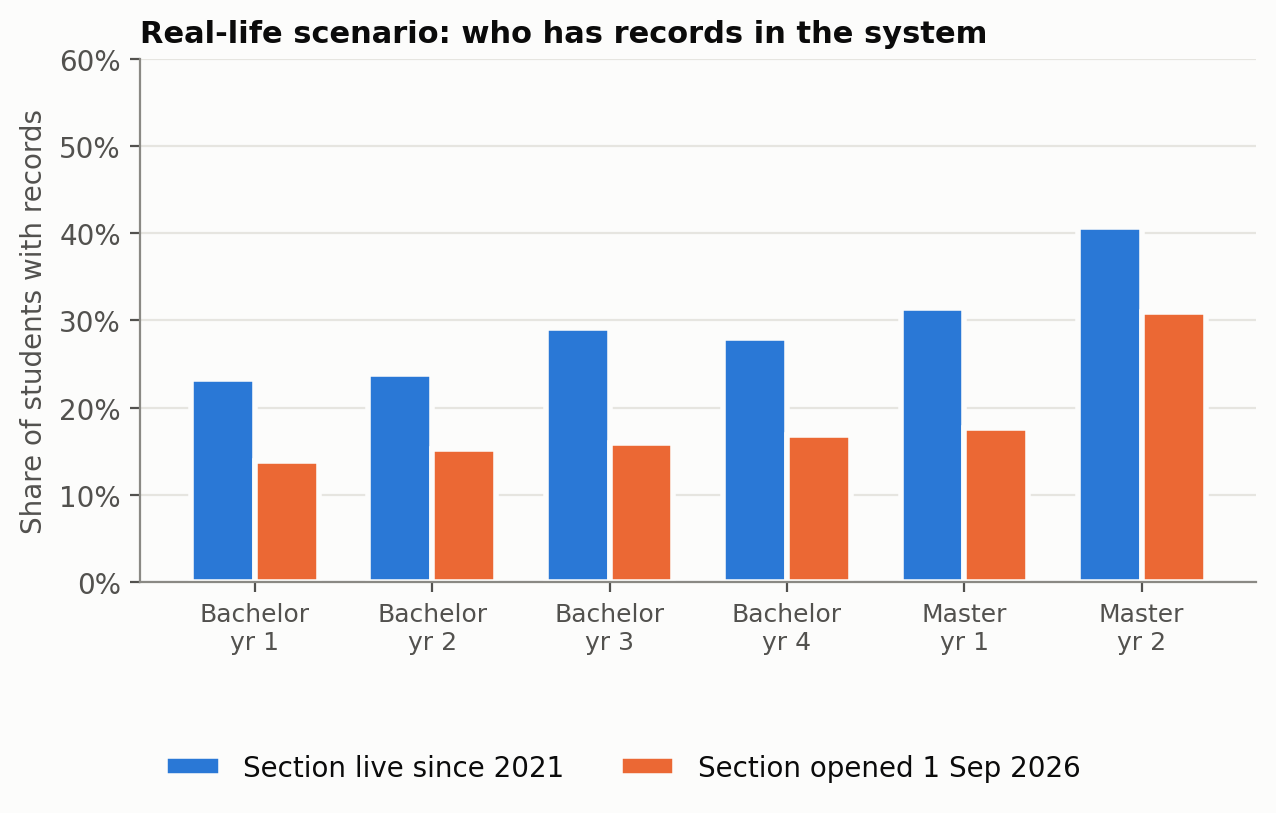 Real-life scenario: who has records in the system
Share of students with records
60%
50%
40%
30%
20%
10%
0%
Bachelor
yr 1
Bachelor
yr 2
Bachelor
yr 3
Bachelor
yr 4
Master
yr 1
Master
yr 2
Section live since 2021
Section opened 1 Sep 2026